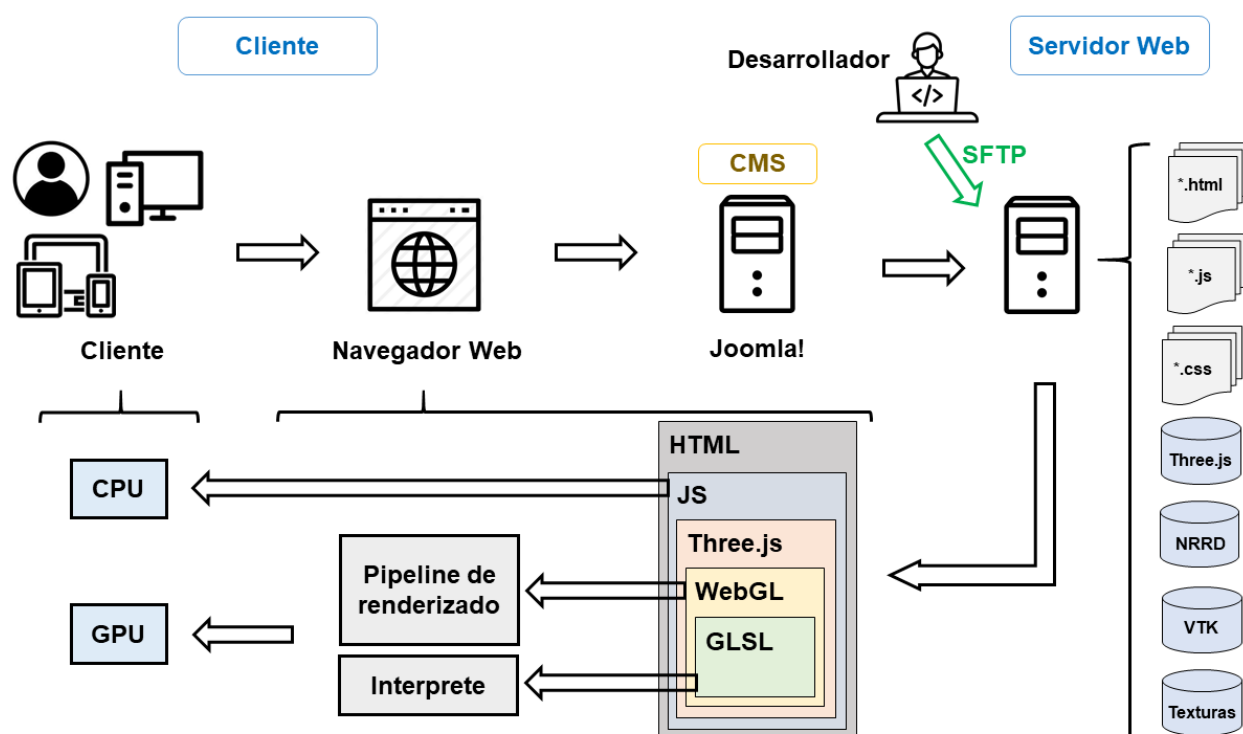 Cliente
Desarrollador
</>
Servidor Web
SFTP
CMS
*.html
*.js
*.css
Cliente
Navegador Web
Joomla!
HTML
JS
Three.js
WebGL
GLSL
CPU
Pipeline de
renderizado
GPU
Interprete
Three.js
NRRD
VTK
Texturas